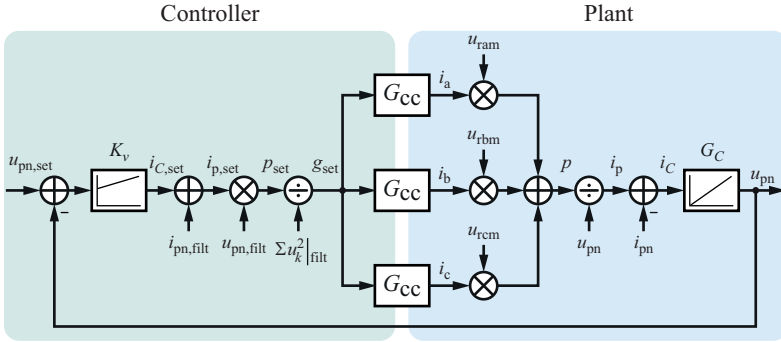 Controller
Plant
u_ram
G_cc
i_a
u_pn,set
K_v
i_C,set
i_p,set
p_set
g_set
G_cc
i_b
u_rbm
p
i_p
i_C
G_C
u_pn
-
i_pn,filt
u_pn,filt
Σu_k^2|_filt
u_pn
i_pn
-
u_rcm
G_cc
i_c